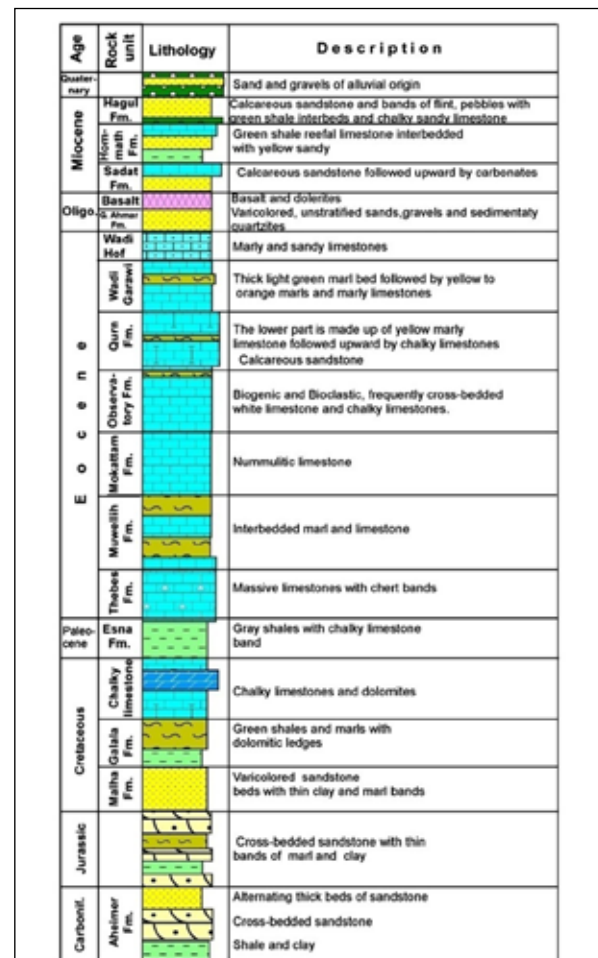 Age
Rock unit
Lithology
Description
Quater-
nary
Sand and gravels of alluvial origin
Miocene
Hagul
Fm.
Calcareous sandstone and bands of flint, pebbles with
green shale interbeds and chalky sandy limestone
Hom-
math
Fm.
Green shale reefal limestone interbedded
with yellow sandy
Sadat
Fm.
Calcareous sandstone followed upward by carbonates
Oligo.
Basalt
Basalt and dolerites
G. Ahmar
Fm.
Varicolored, unstratified sands,gravels and sedimentaty
quartzites
Eocene
Wadi
Hof
Marly and sandy limestones
Wadi
Garawi
Thick light green marl bed followed by yellow to
orange marls and marly limestones
Qurn
Fm.
The lower part is made up of yellow marly
limestone followed upward by chalky limestones
Calcareous sandstone
Observa-
tory Fm.
Biogenic and Bioclastic, frequently cross-bedded
white limestone and chalky limestones.
Mokattam
Fm.
Nummulitic limestone
Muweilih
Fm.
Interbedded marl and limestone
Thebes
Fm.
Massive limestones with chert bands
Paleo-
cene
Esna
Fm.
Gray shales with chalky limestone
band
Cretaceous
Chalky
limestone
Chalky limestones and dolomites
Galala
Fm.
Green shales and marls with
dolomitic ledges
Malha
Fm.
Varicolored sandstone
beds with thin clay and marl bands
Jurassic
Cross-bedded sandstone with thin
bands of marl and clay
Carbonif.
Aheimer
Fm.
Alternating thick beds of sandstone
Cross-bedded sandstone
Shale and clay